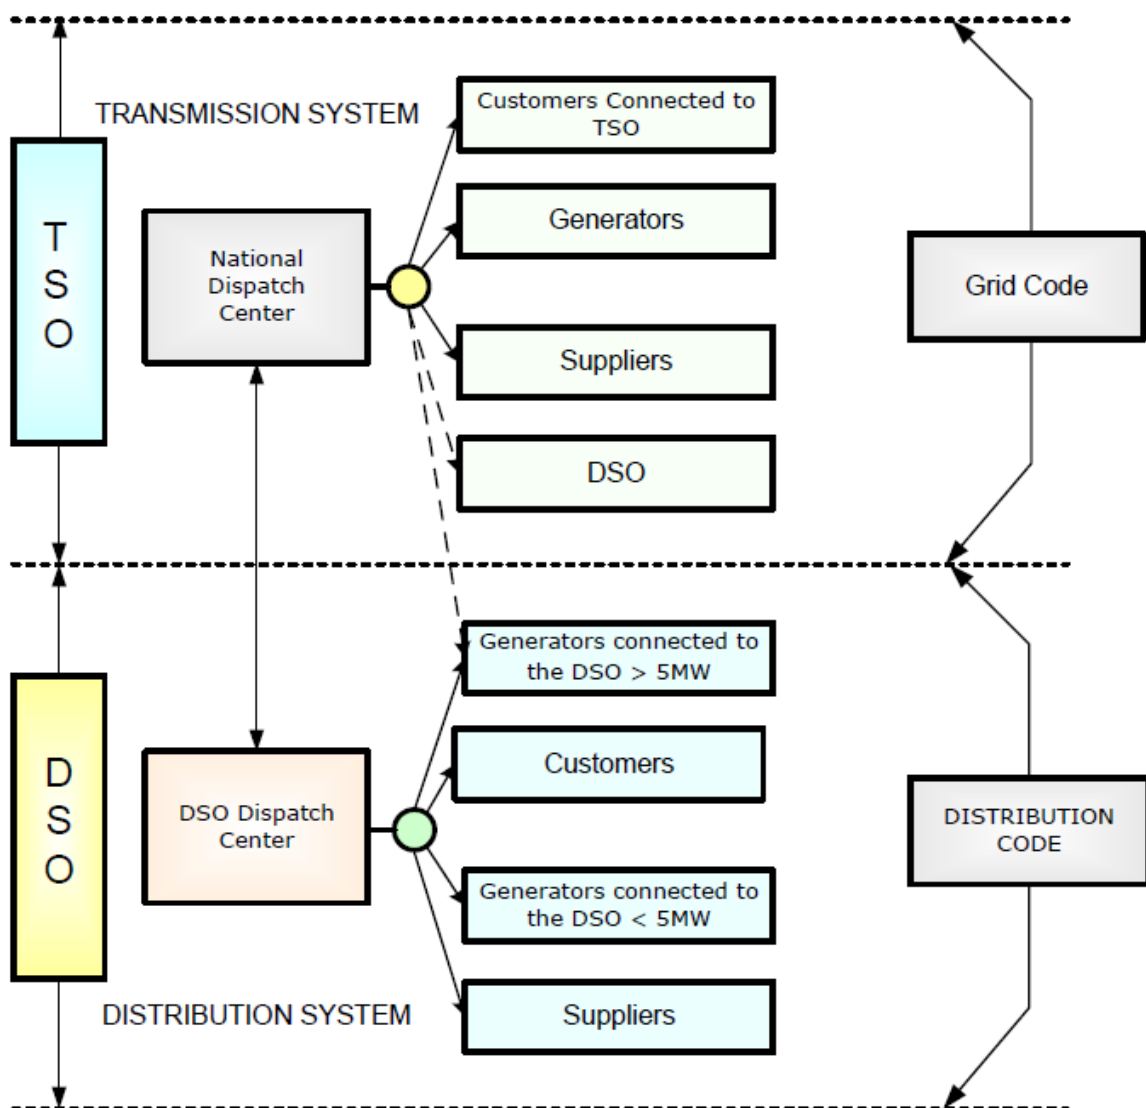 TRANSMISSION SYSTEM
Customers Connected to
TSO
T
S
O
National
Dispatch
Center
Generators
Grid Code
Suppliers
DSO
Generators connected to
the DSO > 5MW
D
S
O
DSO Dispatch
Center
Customers
DISTRIBUTION
CODE
Generators connected to
the DSO < 5MW
Suppliers
DISTRIBUTION SYSTEM